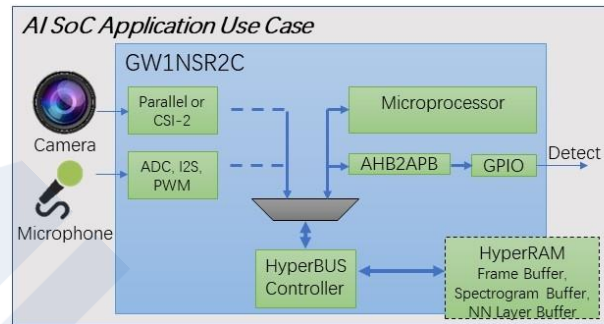 AI SoC Application Use Case
GW1NSR2C
Camera
Parallel or
CSI-2
Microprocessor
Microphone
ADC, I2S,
PWM
AHB2APB
GPIO
Detect
HyperBUS
Controller
HyperRAM
Frame Buffer,
Spectrogram Buffer,
NN Layer Buffer